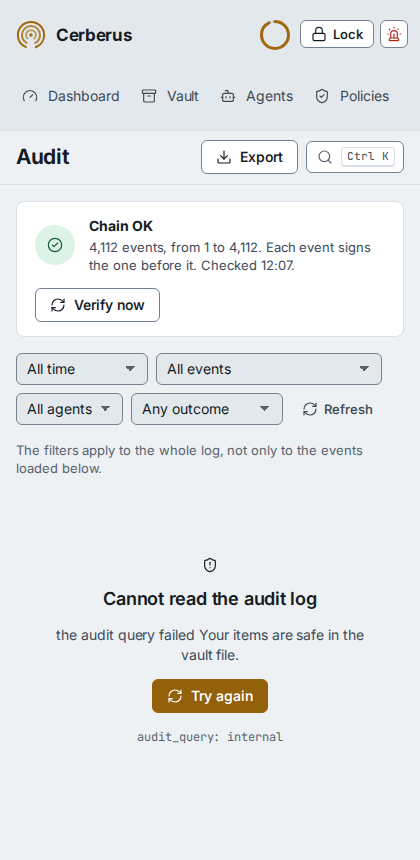 Cerberus
Lock
Dashboard
Vault
Agents
Policies
Audit
Export
Ctrl K
Chain OK
4,112 events, from 1 to 4,112. Each event signs
the one before it. Checked 12:07.
Verify now
All time
All events
All agents
Any outcome
Refresh
The filters apply to the whole log, not only to the events
loaded below.
Cannot read the audit log
the audit query failed Your items are safe in the
vault file.
Try again
audit_query: internal